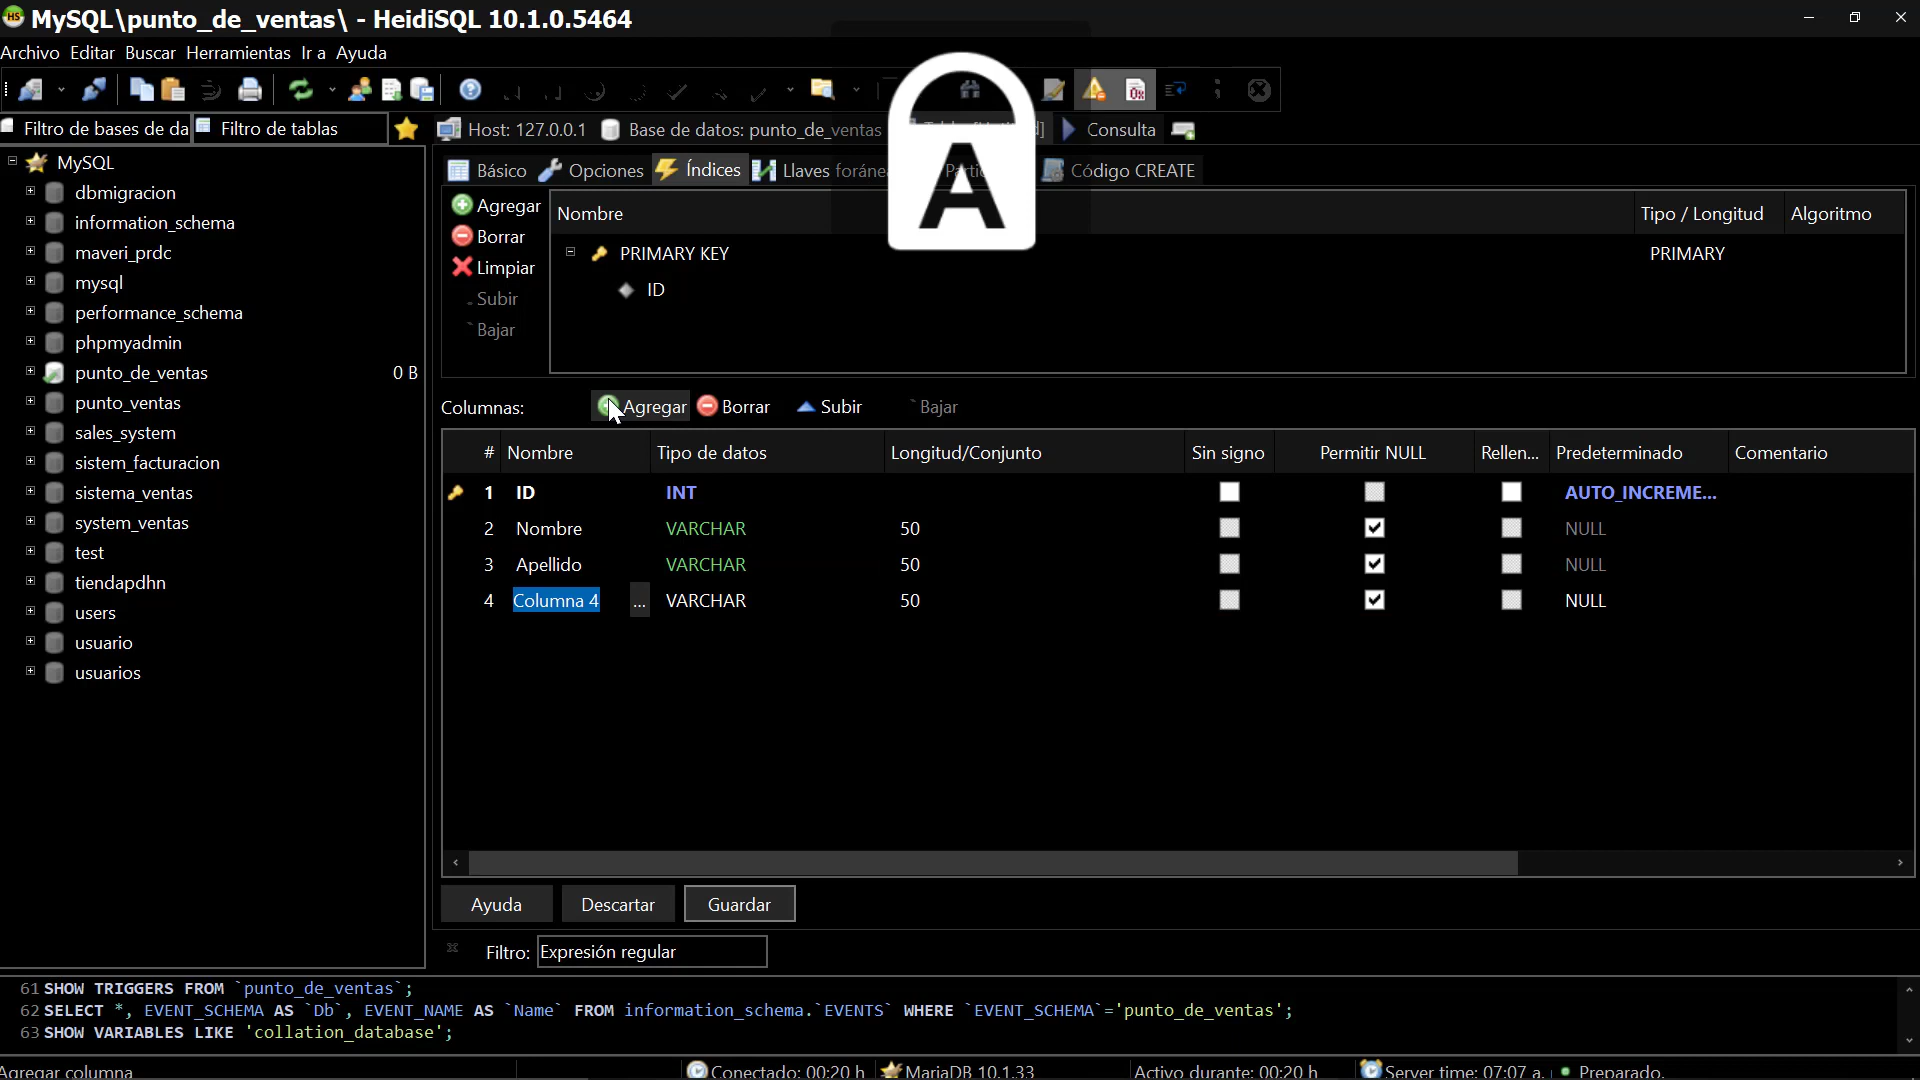 MySQL\punto_de_ventas\ - HeidiSQL 10.1.0.5464
Archivo Editar Buscar Herramientas Ir a Ayuda
Filtro de bases de da Filtro de tablas Host: 127.0.0.1 Base de datos: punto_de_ventas Consulta
MySQL
dbmigracion
information_schema
maveri_prdc
mysql
performance_schema
phpmyadmin
punto_de_ventas 0 B
punto_ventas
sales_system
sistem_facturacion
sistema_ventas
system_ventas
test
tiendapdhn
users
usuario
usuarios
Básico Opciones Índices Llaves foráne Código CREATE
A
Agregar
Borrar
Limpiar
Subir
Bajar
Nombre Tipo / Longitud Algoritmo
PRIMARY KEY PRIMARY
ID
Columnas: Agregar Borrar Subir Bajar
# Nombre Tipo de datos Longitud/Conjunto Sin signo Permitir NULL Rellen... Predeterminado Comentario
1 ID INT AUTO_INCREME...
2 Nombre VARCHAR 50 NULL
3 Apellido VARCHAR 50 NULL
4 Columna 4 ... VARCHAR 50 NULL
Ayuda Descartar Guardar
Filtro: Expresión regular
61 SHOW TRIGGERS FROM `punto_de_ventas`;
62 SELECT *, EVENT_SCHEMA AS `Db`, EVENT_NAME AS `Name` FROM information_schema.`EVENTS` WHERE `EVENT_SCHEMA`='punto_de_ventas';
63 SHOW VARIABLES LIKE 'collation_database';
Agregar columna Conectado: 00:20 h MariaDB 10.1.33 Activo durante: 00:20 h Server time: 07:07 a. Preparado.